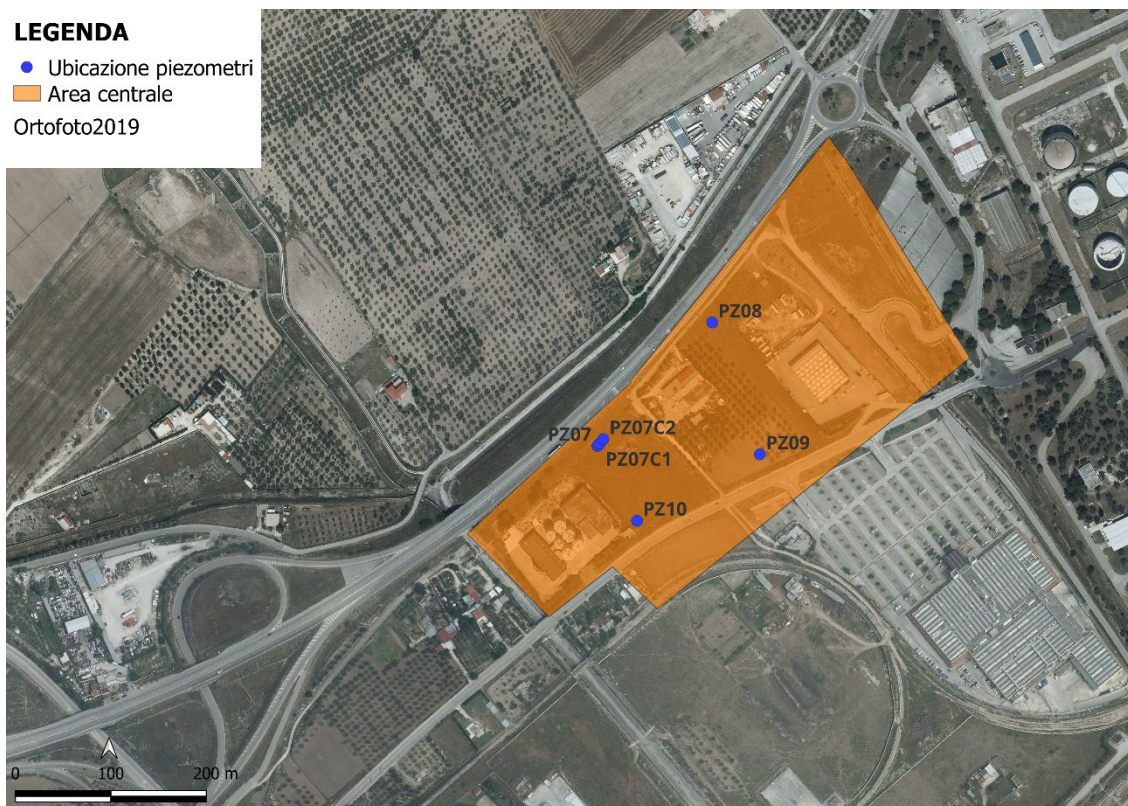 LEGENDA
Ubicazione piezometri
Area centrale
Ortofoto2019
PZ08
PZ07
PZ07C2
PZ07C1
PZ09
PZ10
0 100 200 m